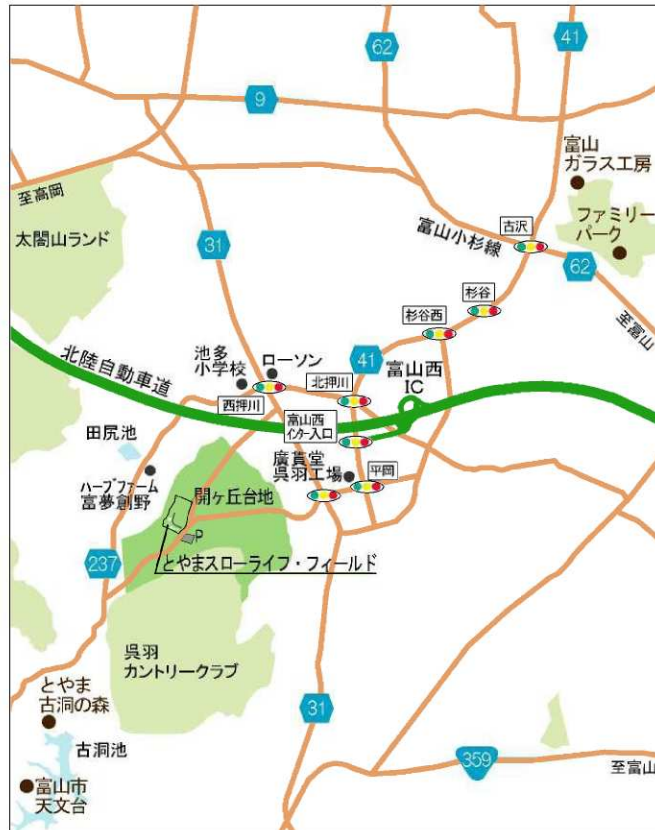 41
62
9
富山
ガラス工房
至高岡
ファミリー
パーク
太閤山ランド
富山小杉線
古沢
31
62
杉谷
杉谷西
至富山
北陸自動車道
池多
小学校
ローソン
41
富山西
IC
北押川
西押川
富山西
インター入口
田尻池
廣貫堂
呉羽工場
平岡
ハーブファーム
富夢創野
開ヶ丘台地
P
とやまスローライフ・フィールド
237
呉羽
カントリークラブ
とやま
古洞の森
31
古洞池
359
至富山
富山市
天文台